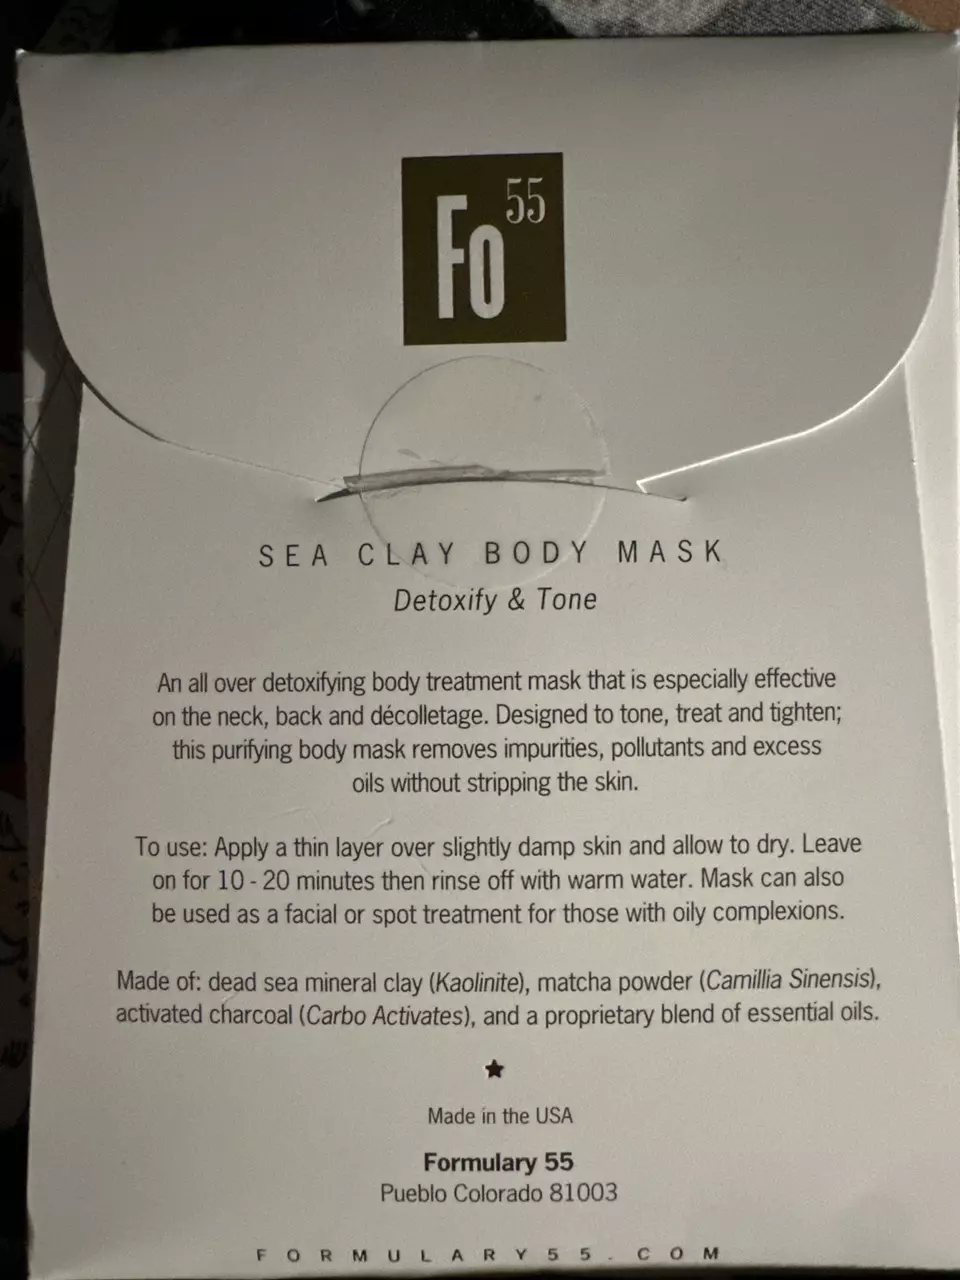 Fo55
SEA CLAY BODY MASK
Detoxify & Tone
An all over detoxifying body treatment mask that is especially effective
on the neck, back and décolletage. Designed to tone, treat and tighten;
this purifying body mask removes impurities, pollutants and excess
oils without stripping the skin.
To use: Apply a thin layer over slightly damp skin and allow to dry. Leave
on for 10 - 20 minutes then rinse off with warm water. Mask can also
be used as a facial or spot treatment for those with oily complexions.
Made of: dead sea mineral clay (Kaolinite), matcha powder (Camillia Sinensis),
activated charcoal (Carbo Activates), and a proprietary blend of essential oils.
Made in the USA
Formulary 55
Pueblo Colorado 81003
FORMULARY55.COM